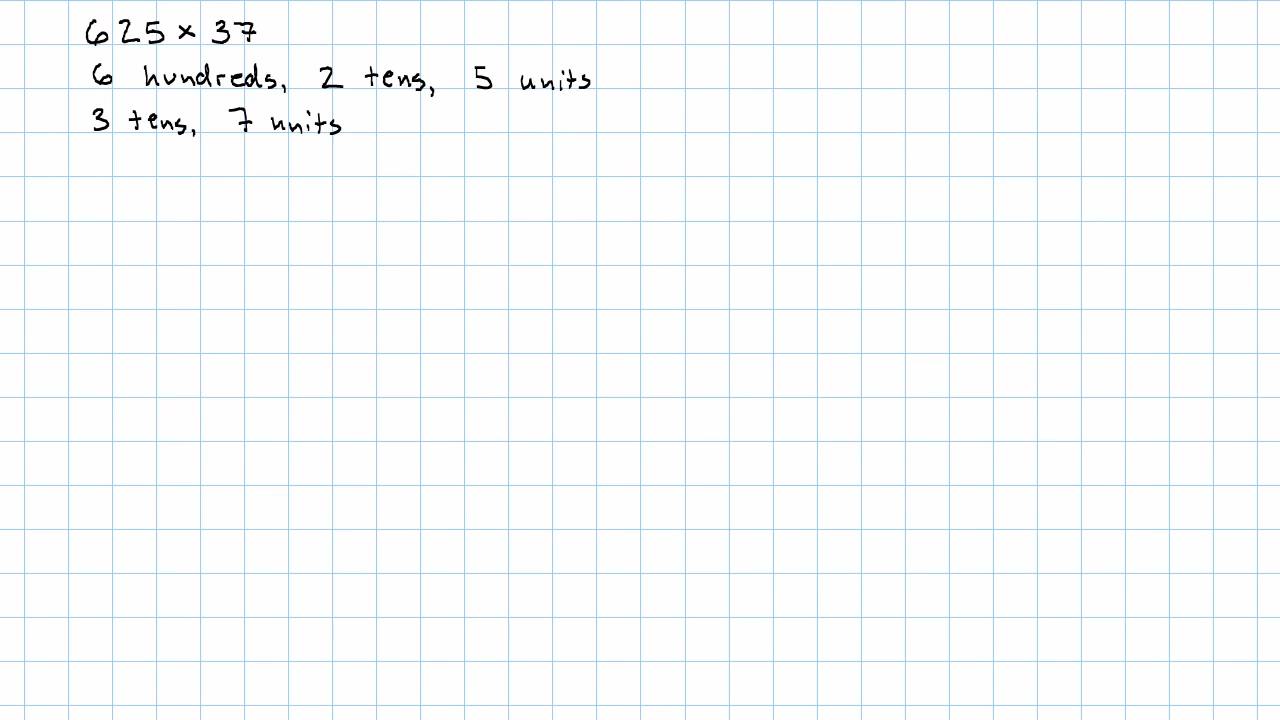 625 × 37
6 hundreds, 2 tens, 5 units
3 tens, 7 units